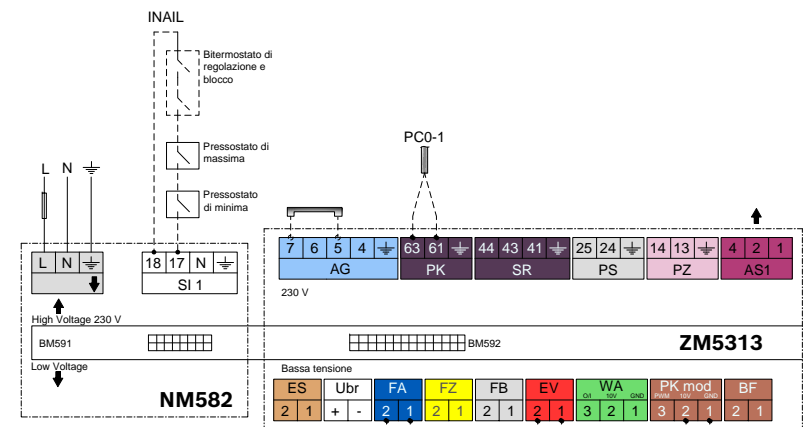 INAIL
Bitermostato di
regolazione e
blocco
Pressostato di
massima
Pressostato
di minima
PC0-1
L N
L N
18 17 N
SI 1
7 6 5 4
AG
63 61
PK
44 43 41
SR
25 24
PS
14 13
PZ
4 2 1
AS1
230 V
High Voltage 230 V
BM591
BM592
ZM5313
Low Voltage
NM582
Bassa tensione
ES
2 1
Ubr
+ -
FA
2 1
FZ
2 1
FB
2 1
EV
2 1
WA
O/I 10V GND
3 2 1
PK mod
PWM 10V GND
3 2 1
BF
2 1